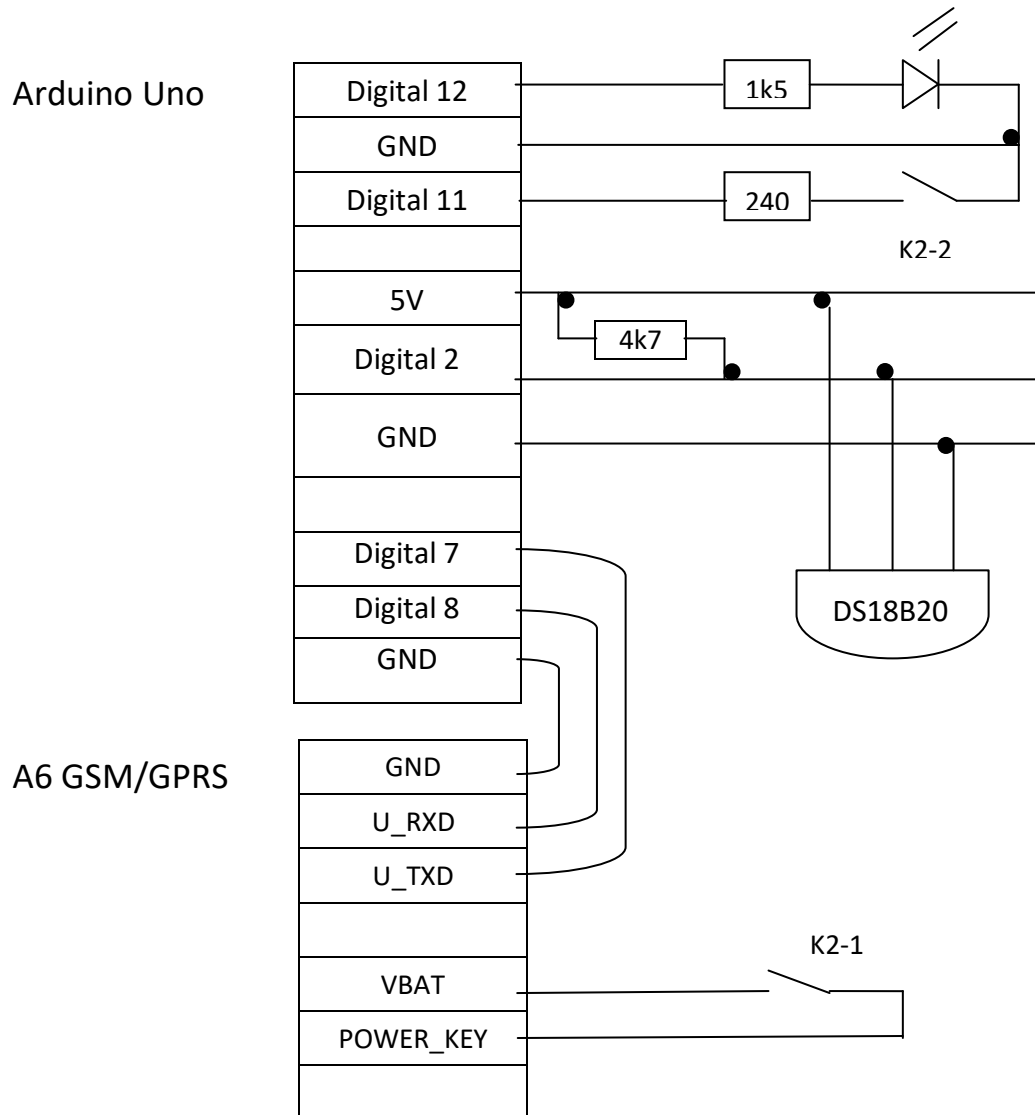 Arduino Uno
Digital 12
1k5
GND
Digital 11
240
K2-2
5V
4k7
Digital 2
GND
Digital 7
Digital 8
DS18B20
GND
A6 GSM/GPRS
GND
U_RXD
U_TXD
K2-1
VBAT
POWER_KEY